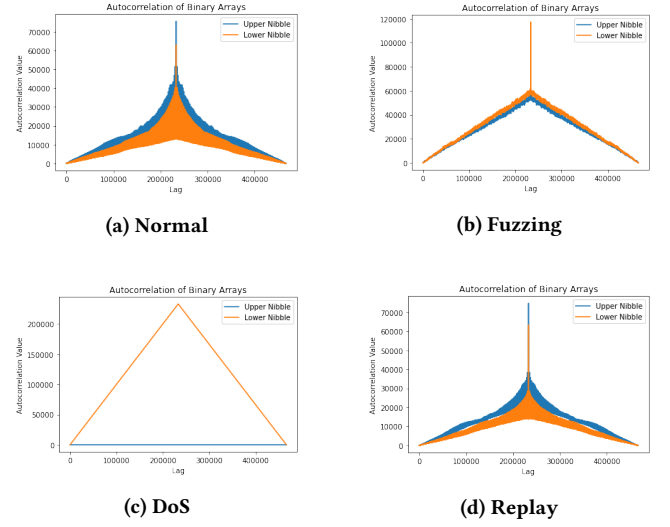 Autocorrelation of Binary Arrays
Upper Nibble
Lower Nibble
70000
60000
50000
40000
30000
20000
10000
0
Autocorrelation Value
0
100000
200000
300000
400000
Lag
(a) Normal
Autocorrelation of Binary Arrays
Upper Nibble
Lower Nibble
120000
100000
80000
60000
40000
20000
0
Autocorrelation Value
0
100000
200000
300000
400000
Lag
(b) Fuzzing
Autocorrelation of Binary Arrays
Upper Nibble
Lower Nibble
200000
150000
100000
50000
0
Autocorrelation Value
0
100000
200000
300000
400000
Lag
(c) DoS
Autocorrelation of Binary Arrays
Upper Nibble
Lower Nibble
70000
60000
50000
40000
30000
20000
10000
0
Autocorrelation Value
0
100000
200000
300000
400000
Lag
(d) Replay